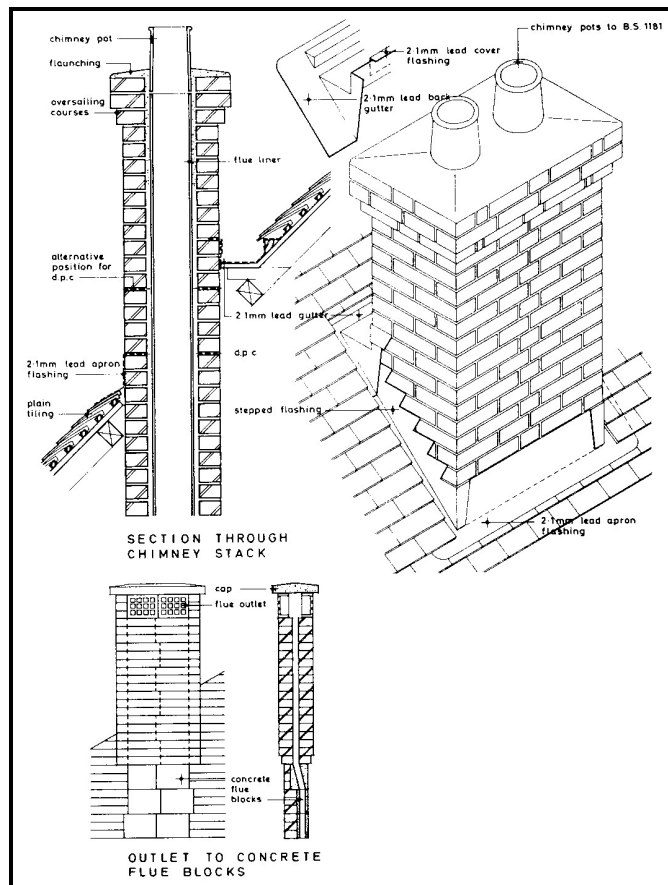 chimney pot
flaunching
oversailing
courses
flue liner
alternative
position for
d.p.c
2·1mm lead gutter
d.p.c.
2·1mm lead apron
flashing
plain
tiling
SECTION THROUGH
CHIMNEY STACK
2·1mm lead cover
flashing
2·1mm lead back
gutter
chimney pots to B.S. 1181
stepped flashing
2·1mm lead apron
flashing
cap
flue outlet
concrete
flue
blocks
OUTLET TO CONCRETE
FLUE BLOCKS